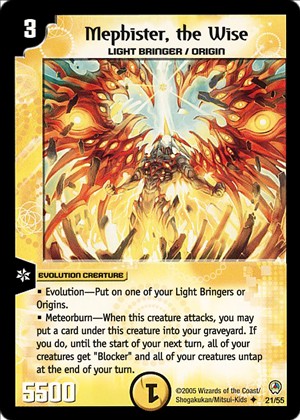 3
Mephister, the Wise
LIGHT BRINGER / ORIGIN
EVOLUTION CREATURE
▪ Evolution—Put on one of your Light Bringers or
Origins.
▪ Meteorburn—When this creature attacks, you may
put a card under this creature into your graveyard. If
you do, until the start of your next turn, all of your
creatures get "Blocker" and all of your creatures untap
at the end of your turn.
5500
1
©2005 Wizards of the Coast/
Shogakukan/Mitsui-Kids ✦ 21/55